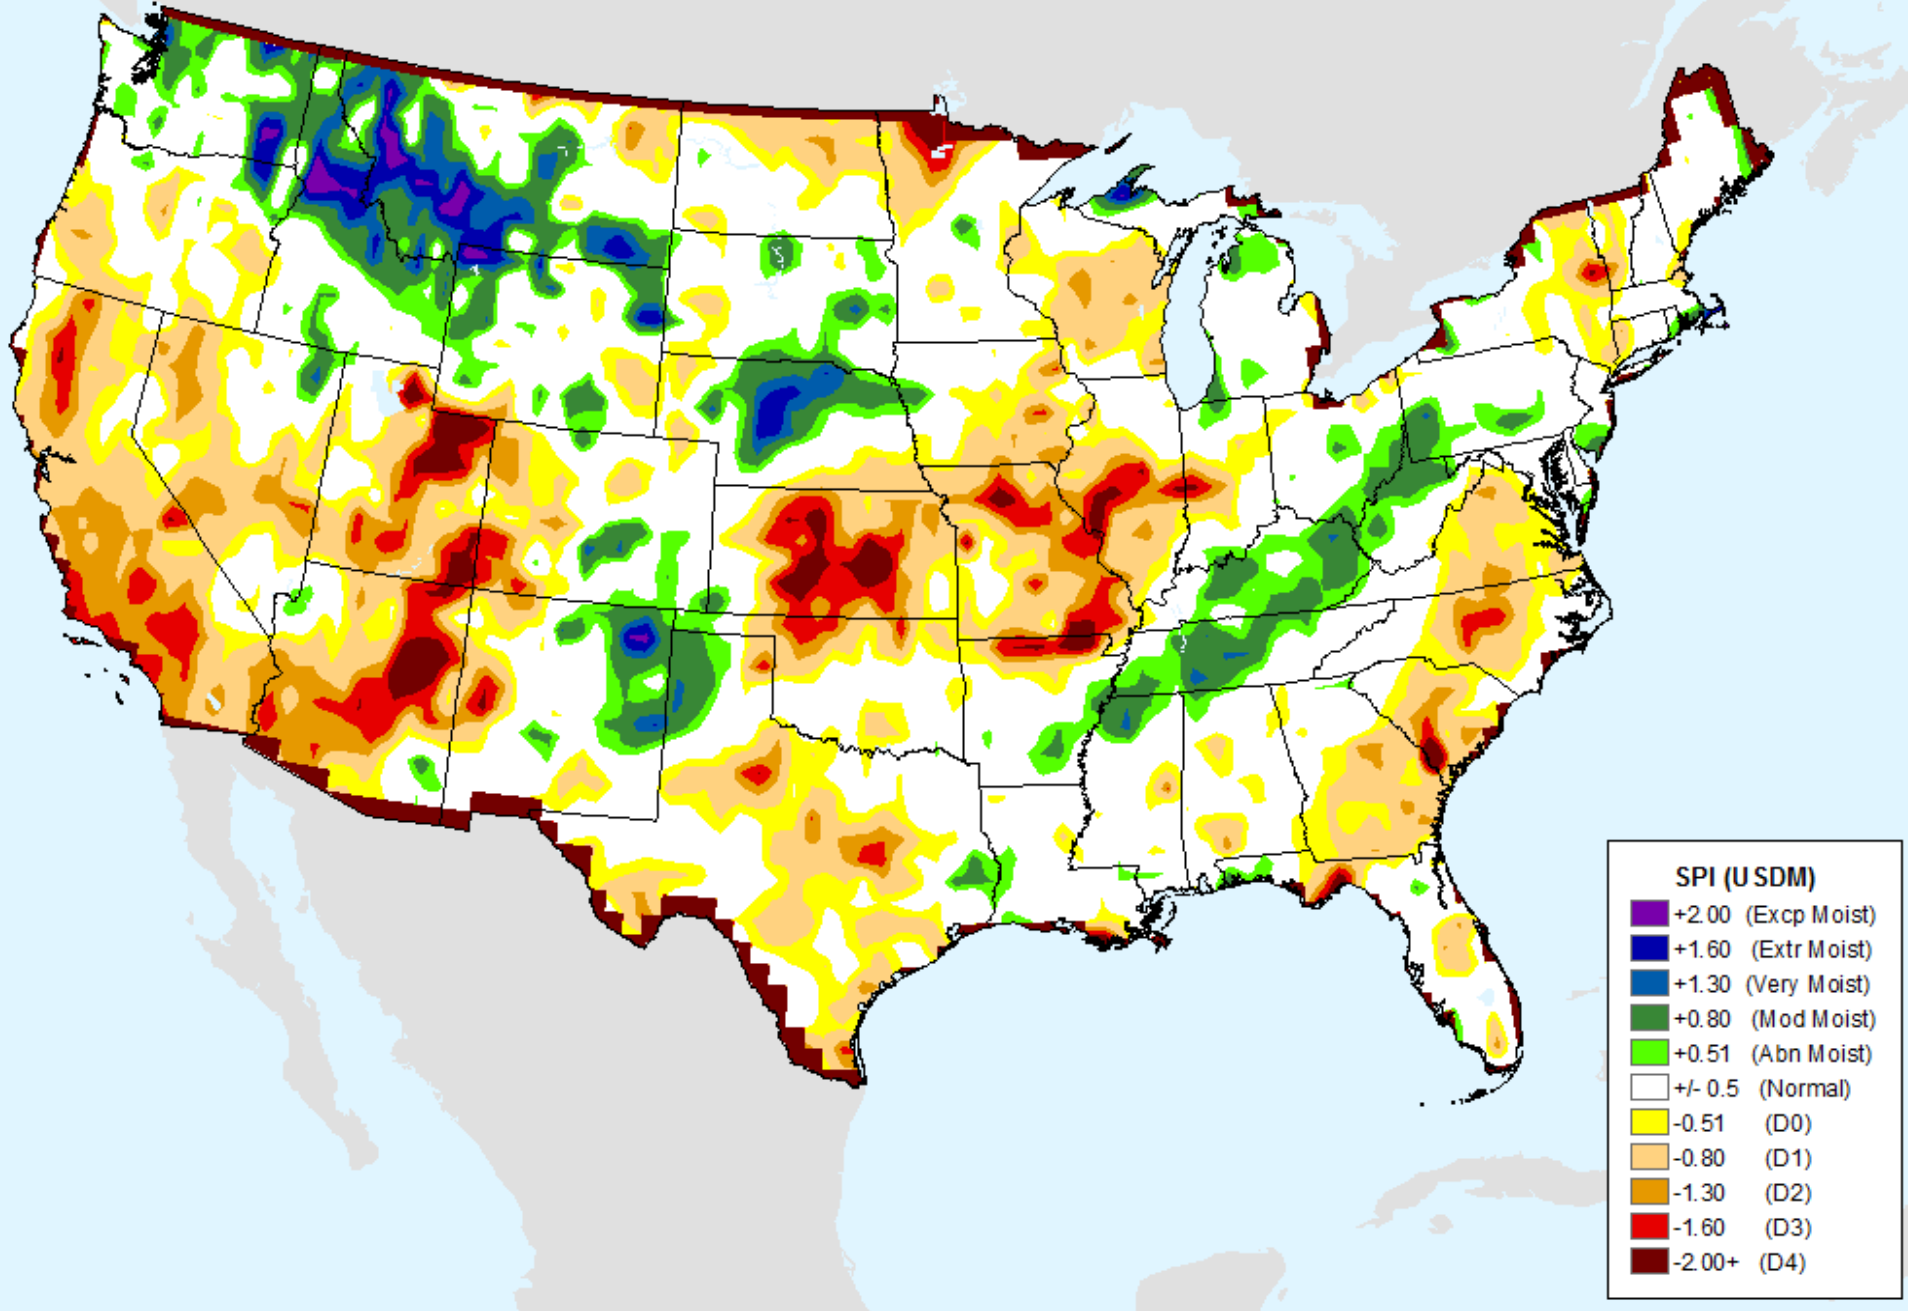 SPI (USDM)
+2.00 (Excp Moist)
+1.60 (Extr Moist)
+1.30 (Very Moist)
+0.80 (Mod Moist)
+0.51 (Abn Moist)
+/- 0.5 (Normal)
-0.51 (D0)
-0.80 (D1)
-1.30 (D2)
-1.60 (D3)
-2.00+ (D4)